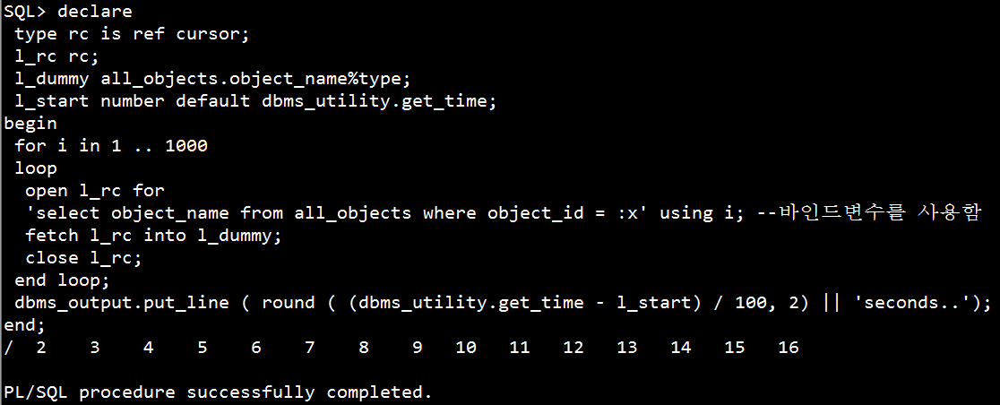 SQL> declare
 type rc is ref cursor;
 l_rc rc;
 l_dummy all_objects.object_name%type;
 l_start number default dbms_utility.get_time;
begin
 for i in 1 .. 1000
 loop
  open l_rc for
  'select object_name from all_objects where object_id = :x' using i; --바인드변수를 사용함
  fetch l_rc into l_dummy;
  close l_rc;
 end loop;
 dbms_output.put_line ( round ( (dbms_utility.get_time - l_start) / 100, 2) || 'seconds..');
end;
/  2    3    4    5    6    7    8    9   10   11   12   13   14   15   16
PL/SQL procedure successfully completed.